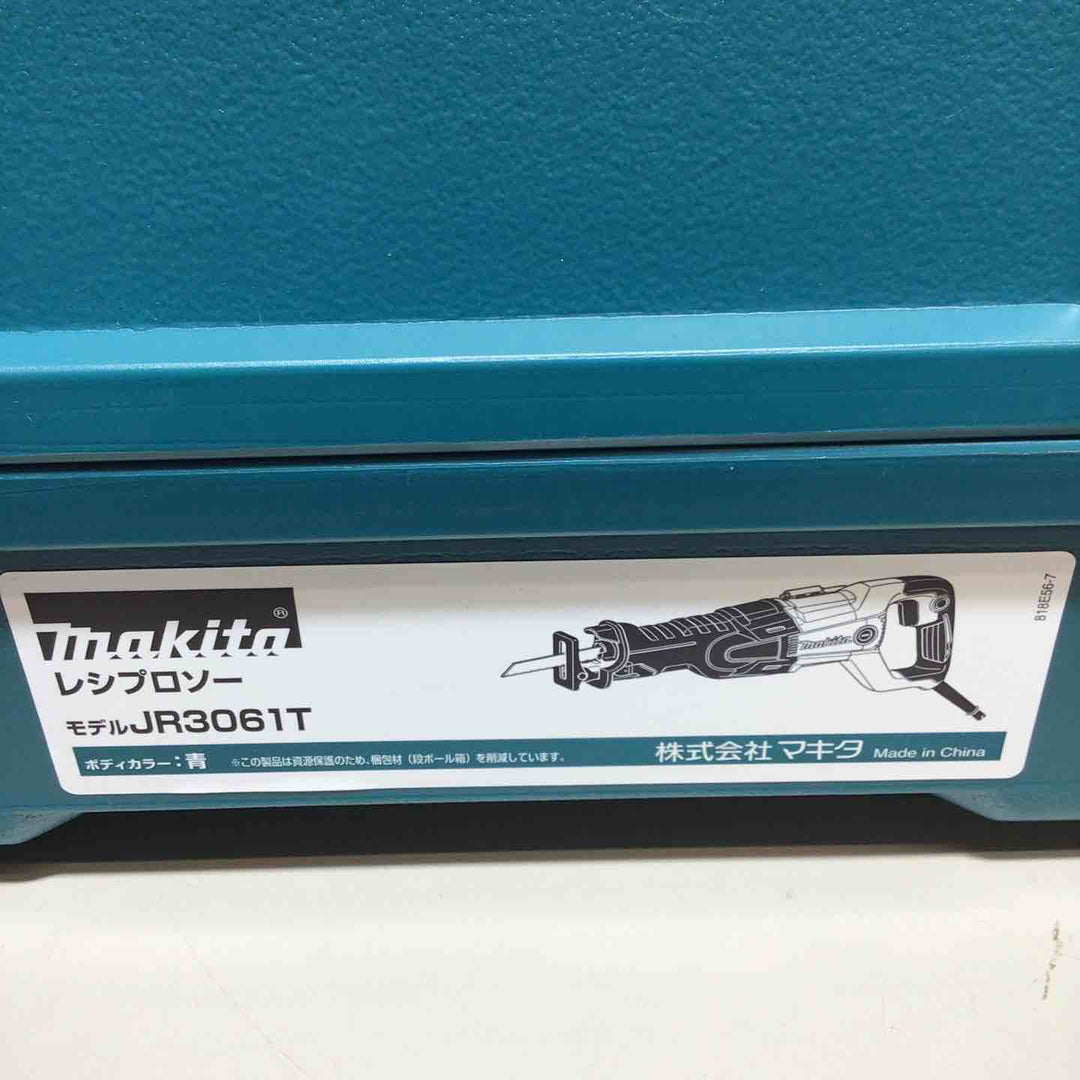 makita®
レシプロソー
モデルJR3061T
ボディカラー：青 ※この製品は資源保護のため、梱包材（段ボール箱）を削減しています。 株式会社 マキタ Made in China
makita
818E56-7